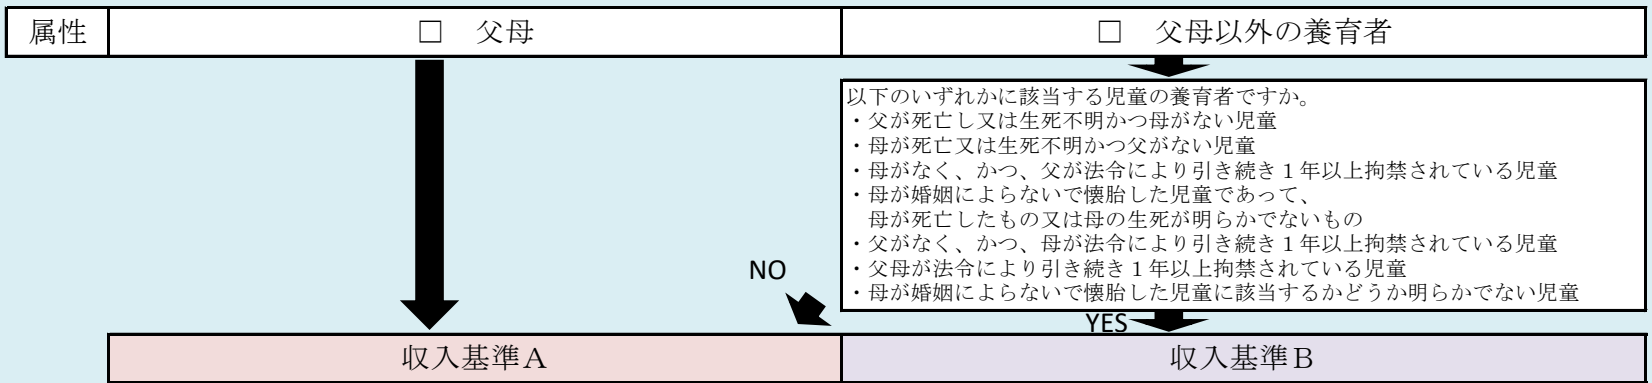 属性
□　父母
□　父母以外の養育者
以下のいずれかに該当する児童の養育者ですか。
・父が死亡し又は生死不明かつ母がない児童
・母が死亡又は生死不明かつ父がない児童
・母がなく、かつ、父が法令により引き続き１年以上拘禁されている児童
・母が婚姻によらないで懐胎した児童であって、
　母が死亡したもの又は母の生死が明らかでないもの
・父がなく、かつ、母が法令により引き続き１年以上拘禁されている児童
・父母が法令により引き続き１年以上拘禁されている児童
・母が婚姻によらないで懐胎した児童に該当するかどうか明らかでない児童
NO
YES
収入基準Ａ
収入基準Ｂ